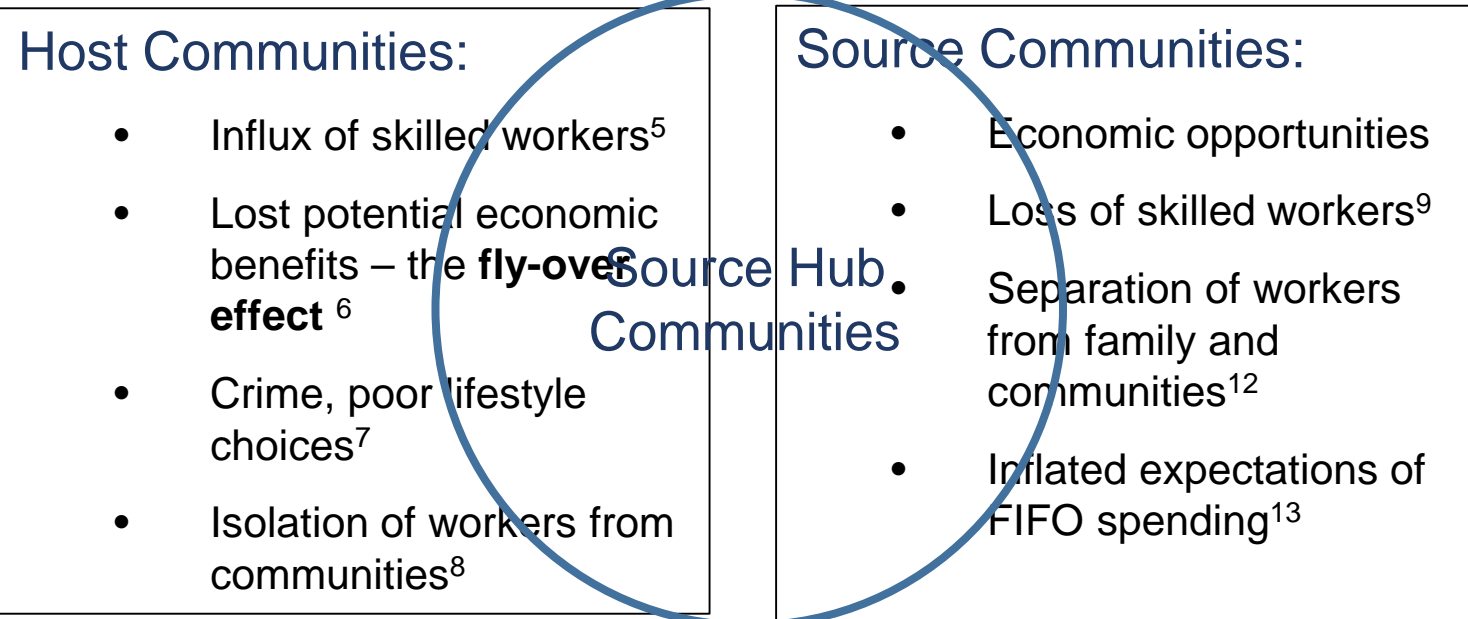 Host Communities:
• Influx of skilled workers5
• Lost potential economic
benefits – the fly-over
effect 6
• Crime, poor lifestyle
choices7
• Isolation of workers from
communities8
Source Hub
Communities
Source Communities:
• Economic opportunities
• Loss of skilled workers9
• Separation of workers
from family and
communities12
• Inflated expectations of
FIFO spending13